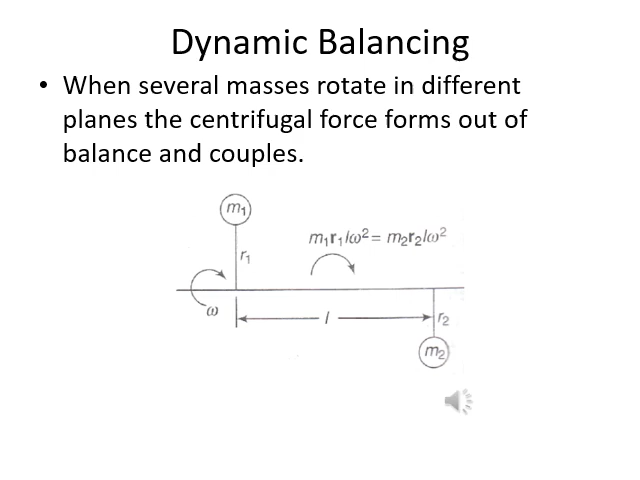 Dynamic Balancing
• When several masses rotate in different
planes the centrifugal force forms out of
balance and couples.
m₁
m₁r₁lω² = m₂r₂lω²
r₁
ω
l
r₂
m₂